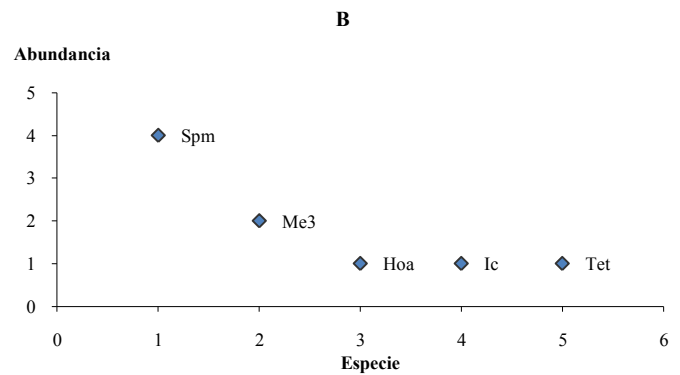 B
Abundancia
5
4 Spm
3
2 Me3
1 Hoa Ic Tet
0
0 1 2 3 4 5 6
Especie